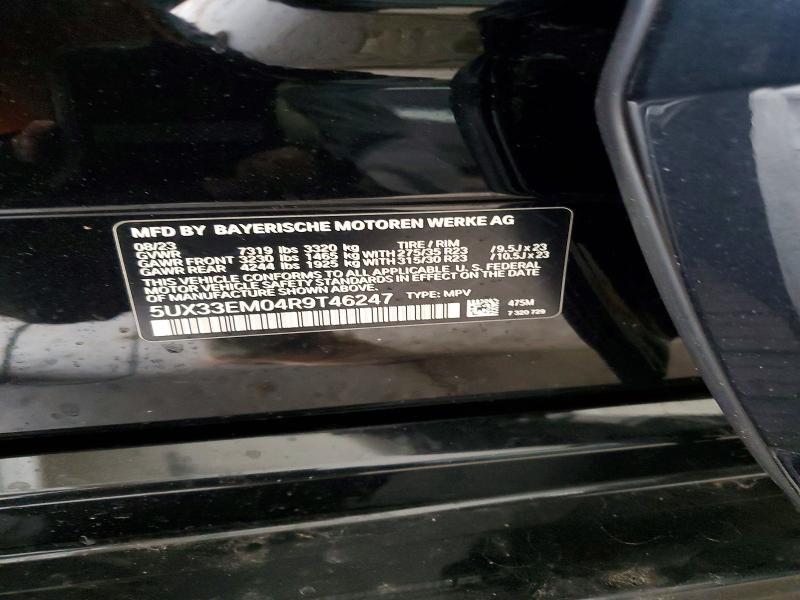 MFD BY BAYERISCHE MOTOREN WERKE AG
08/23
GVWR 7319 lbs 3320 kg TIRE / RIM
GAWR FRONT 3230 lbs 1465 kg WITH 275/35 R23 / 9.5J x 23
GAWR REAR 4244 lbs 1925 kg WITH 315/30 R23 / 10.5J x 23
THIS VEHICLE CONFORMS TO ALL APPLICABLE U. S. FEDERAL
MOTOR VEHICLE SAFETY STANDARDS IN EFFECT ON THE DATE
OF MANUFACTURE SHOWN ABOVE.
5UX33EM04R9T46247 TYPE: MPV
475M
7 320 729